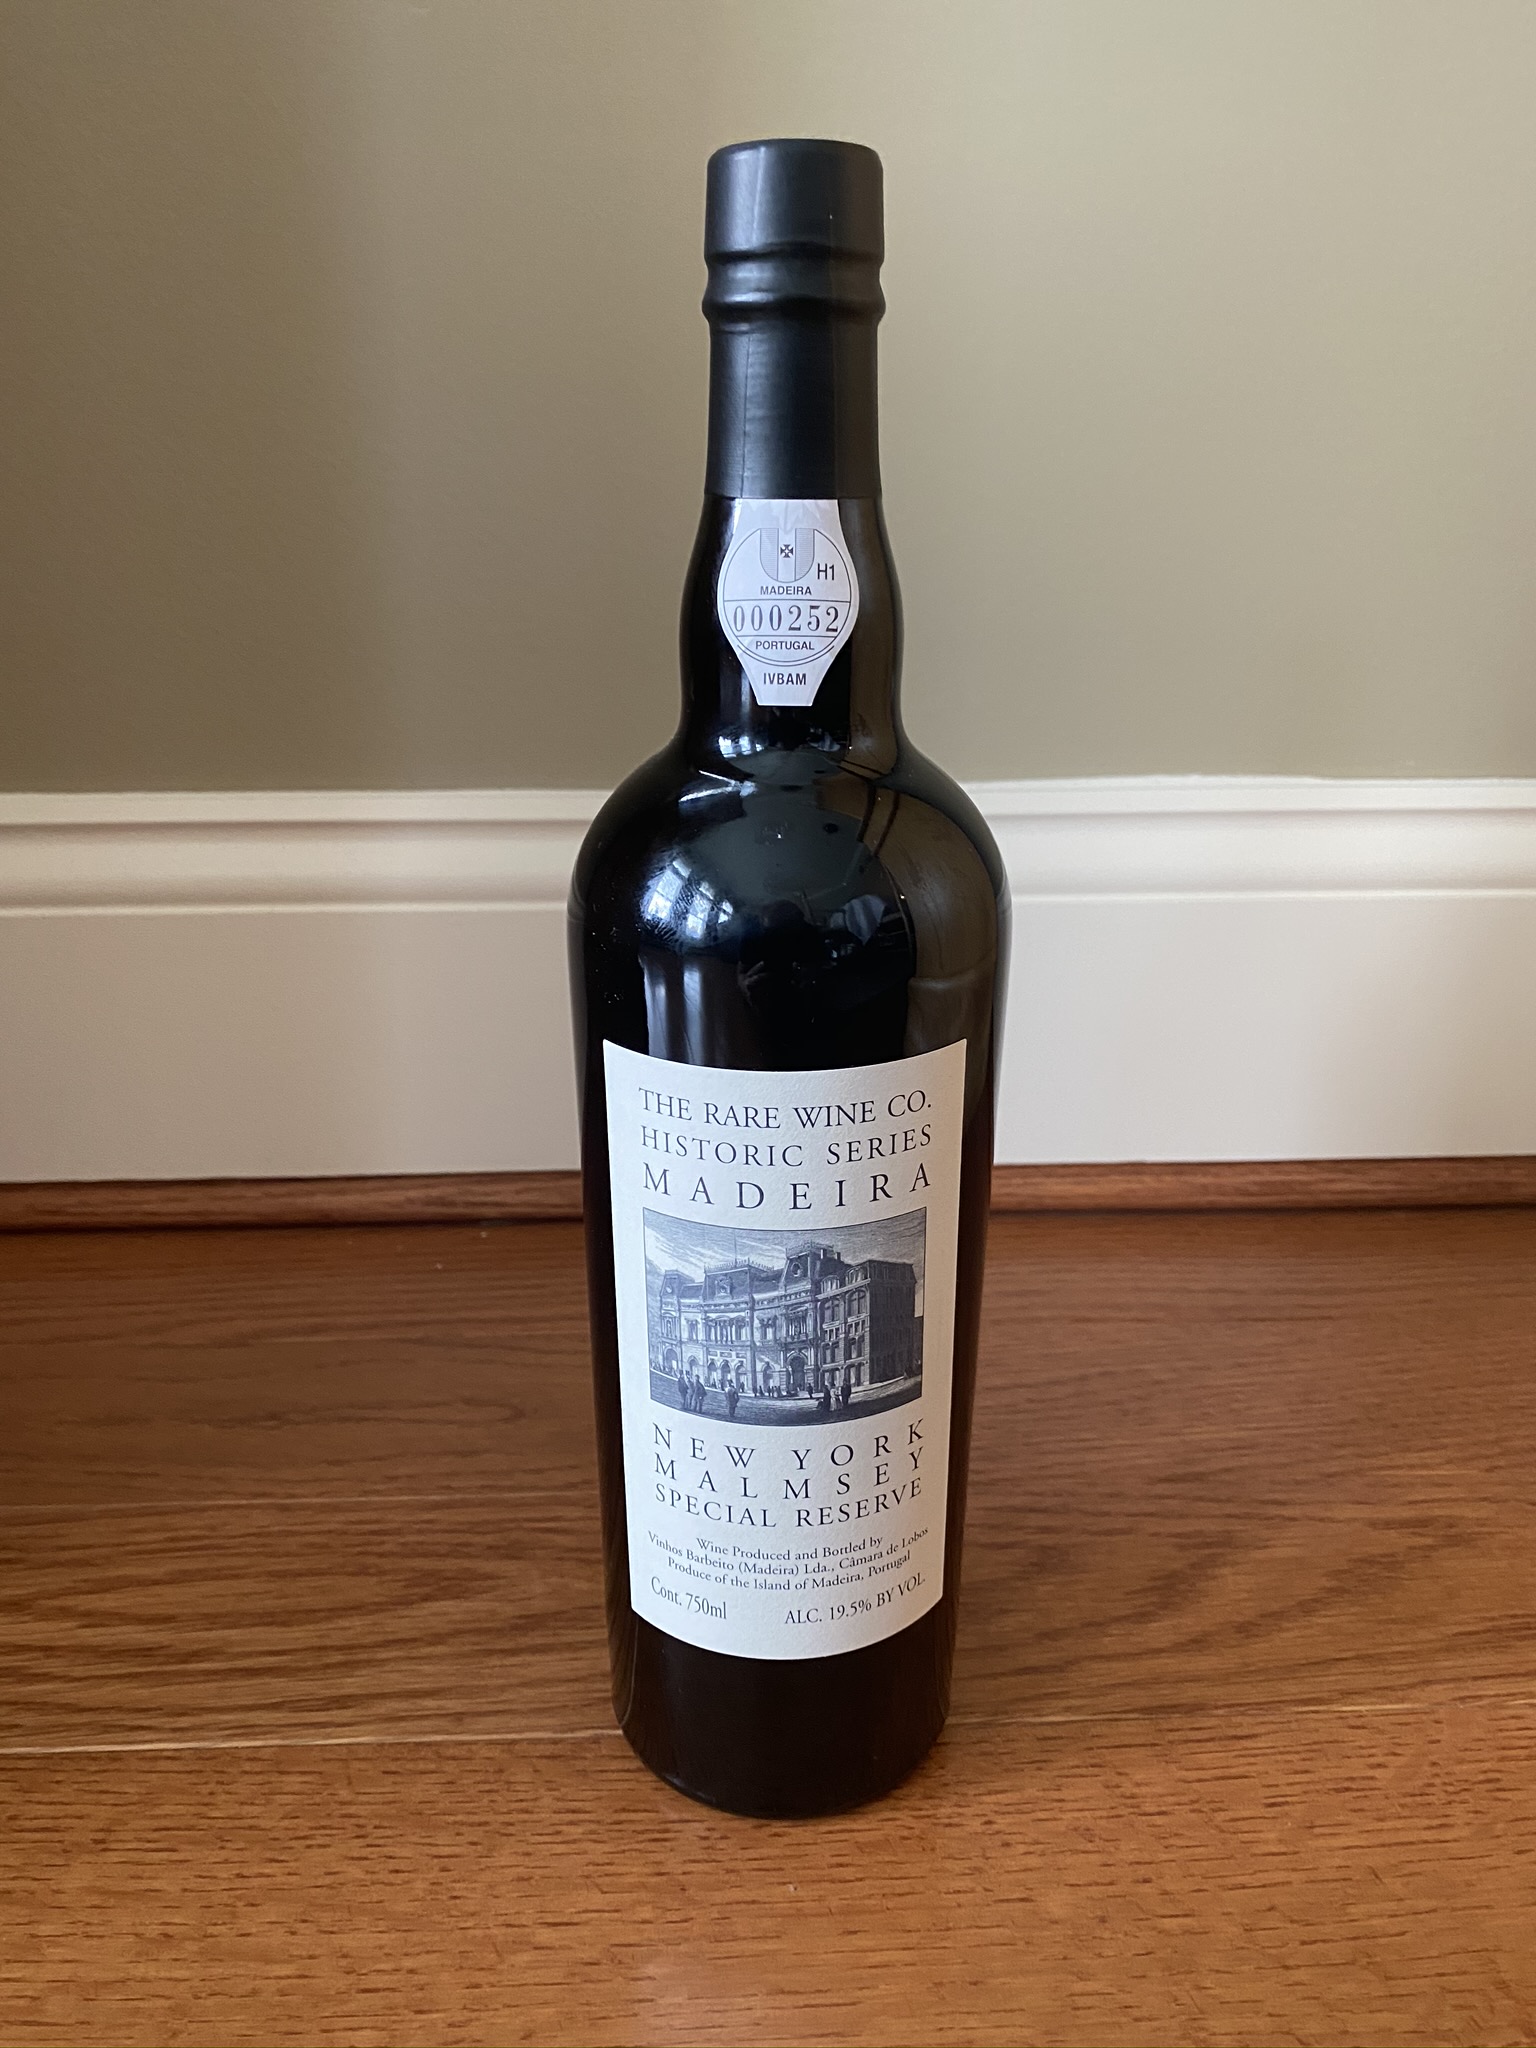 H1
MADEIRA
000252
PORTUGAL
IVBAM
THE RARE WINE CO.
HISTORIC SERIES
MADEIRA
NEW YORK
MALMSEY
SPECIAL RESERVE
Wine Produced and Bottled by
Vinhos Barbeito (Madeira) Lda., Câmara de Lobos
Produce of the Island of Madeira, Portugal
Cont. 750ml ALC. 19.5% BY VOL.